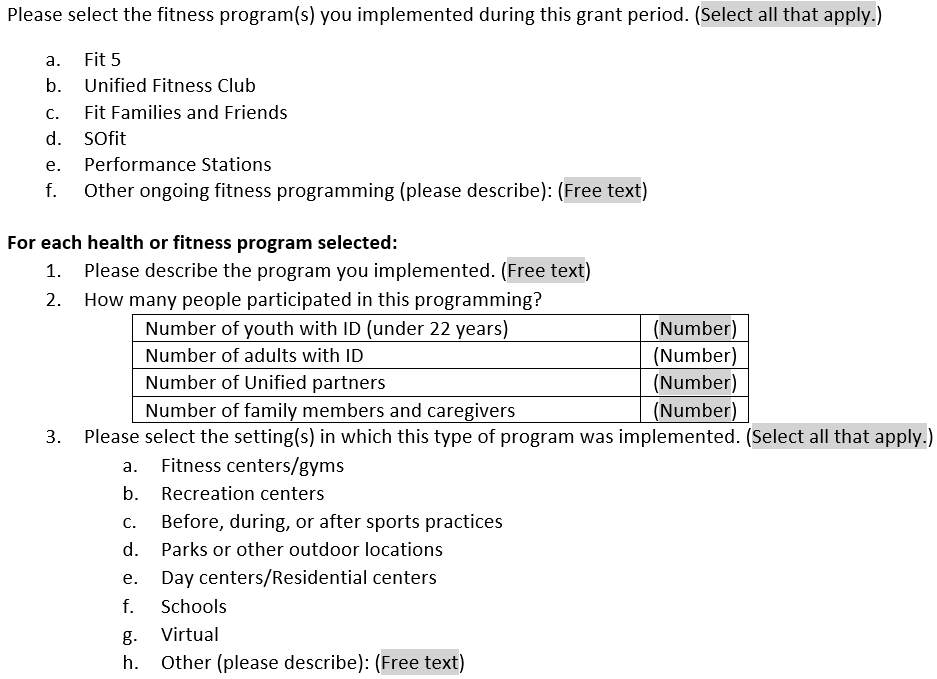 Please select the fitness program(s) you implemented during this grant period. (Select all that apply.)
a. Fit 5
b. Unified Fitness Club
c. Fit Families and Friends
d. SOfit
e. Performance Stations
f. Other ongoing fitness programming (please describe): (Free text)
For each health or fitness program selected:
1. Please describe the program you implemented. (Free text)
2. How many people participated in this programming?
Number of youth with ID (under 22 years) (Number)
Number of adults with ID (Number)
Number of Unified partners (Number)
Number of family members and caregivers (Number)
3. Please select the setting(s) in which this type of program was implemented. (Select all that apply.)
a. Fitness centers/gyms
b. Recreation centers
c. Before, during, or after sports practices
d. Parks or other outdoor locations
e. Day centers/Residential centers
f. Schools
g. Virtual
h. Other (please describe): (Free text)